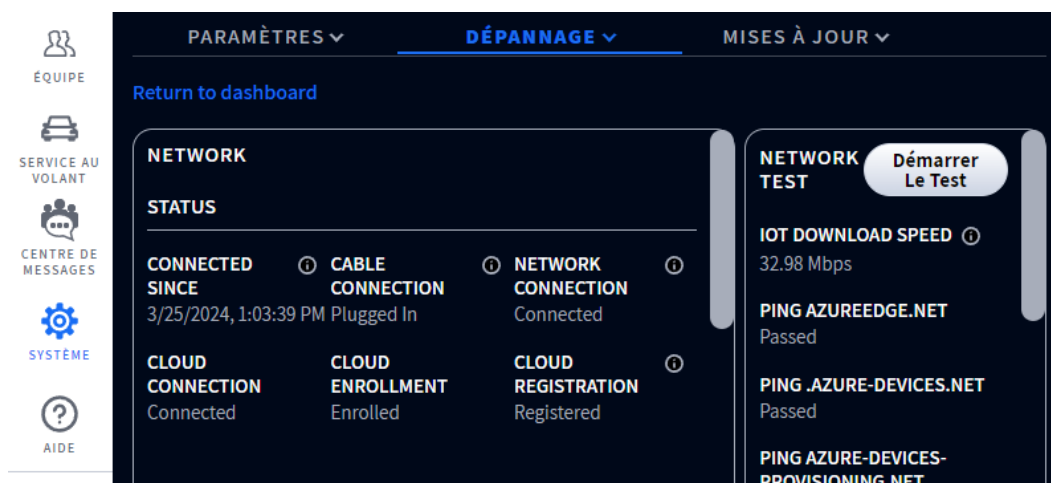 PARAMÈTRES
DÉPANNAGE
MISES À JOUR
ÉQUIPE
SERVICE AU
VOLANT
CENTRE DE
MESSAGES
SYSTÈME
AIDE
Return to dashboard
NETWORK
STATUS
CONNECTED
SINCE
3/25/2024, 1:03:39 PM
CABLE
CONNECTION
Plugged In
NETWORK
CONNECTION
Connected
CLOUD
CONNECTION
Connected
CLOUD
ENROLLMENT
Enrolled
CLOUD
REGISTRATION
Registered
NETWORK
TEST
Démarrer
Le Test
IOT DOWNLOAD SPEED
32.98 Mbps
PING AZUREEDGE.NET
Passed
PING .AZURE-DEVICES.NET
Passed
PING AZURE-DEVICES-
PROVISIONING.NET